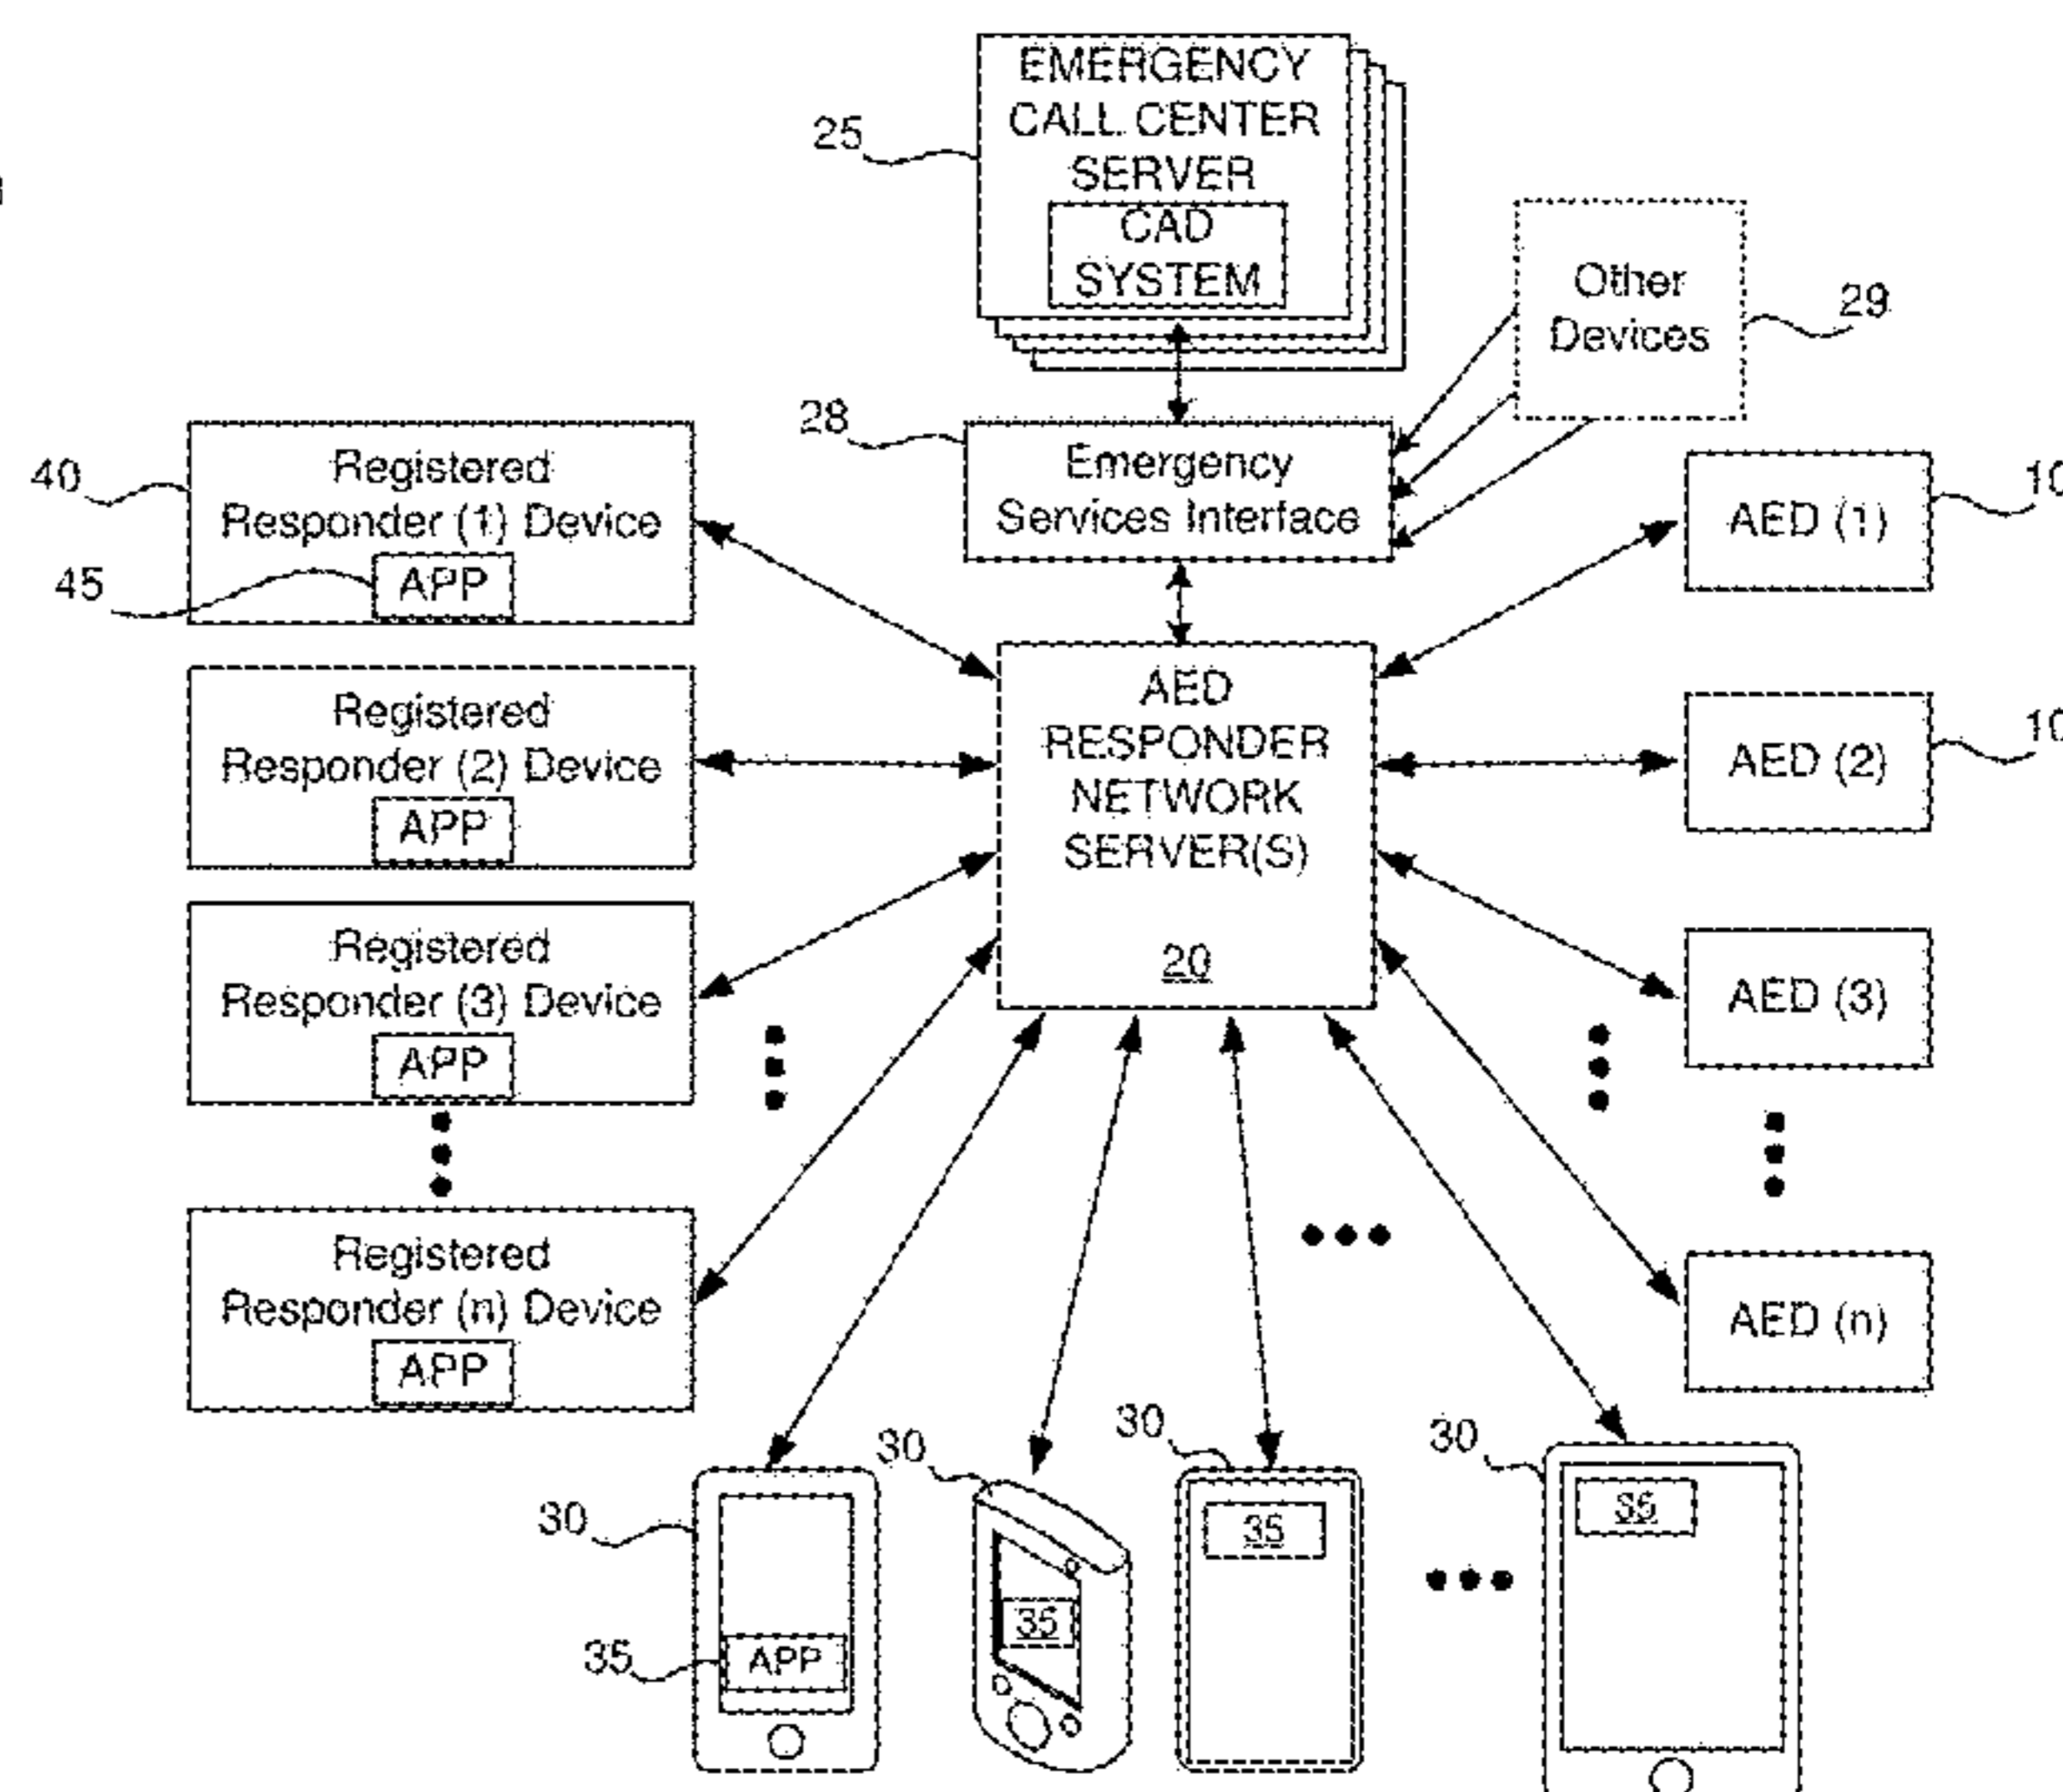 EMERGENCY
CALL CENTER
SERVER
CAD
SYSTEM
25
Other
Devices
29
28
Emergency
Services Interface
40
Registered
Responder (1) Device
APP
45
AED (1)
10
Registered
Responder (2) Device
APP
AED
RESPONDER
NETWORK
SERVER(S)
20
AED (2)
10
Registered
Responder (3) Device
APP
AED (3)
Registered
Responder (n) Device
APP
AED (n)
30
35
APP
30
35
30
35
30
35